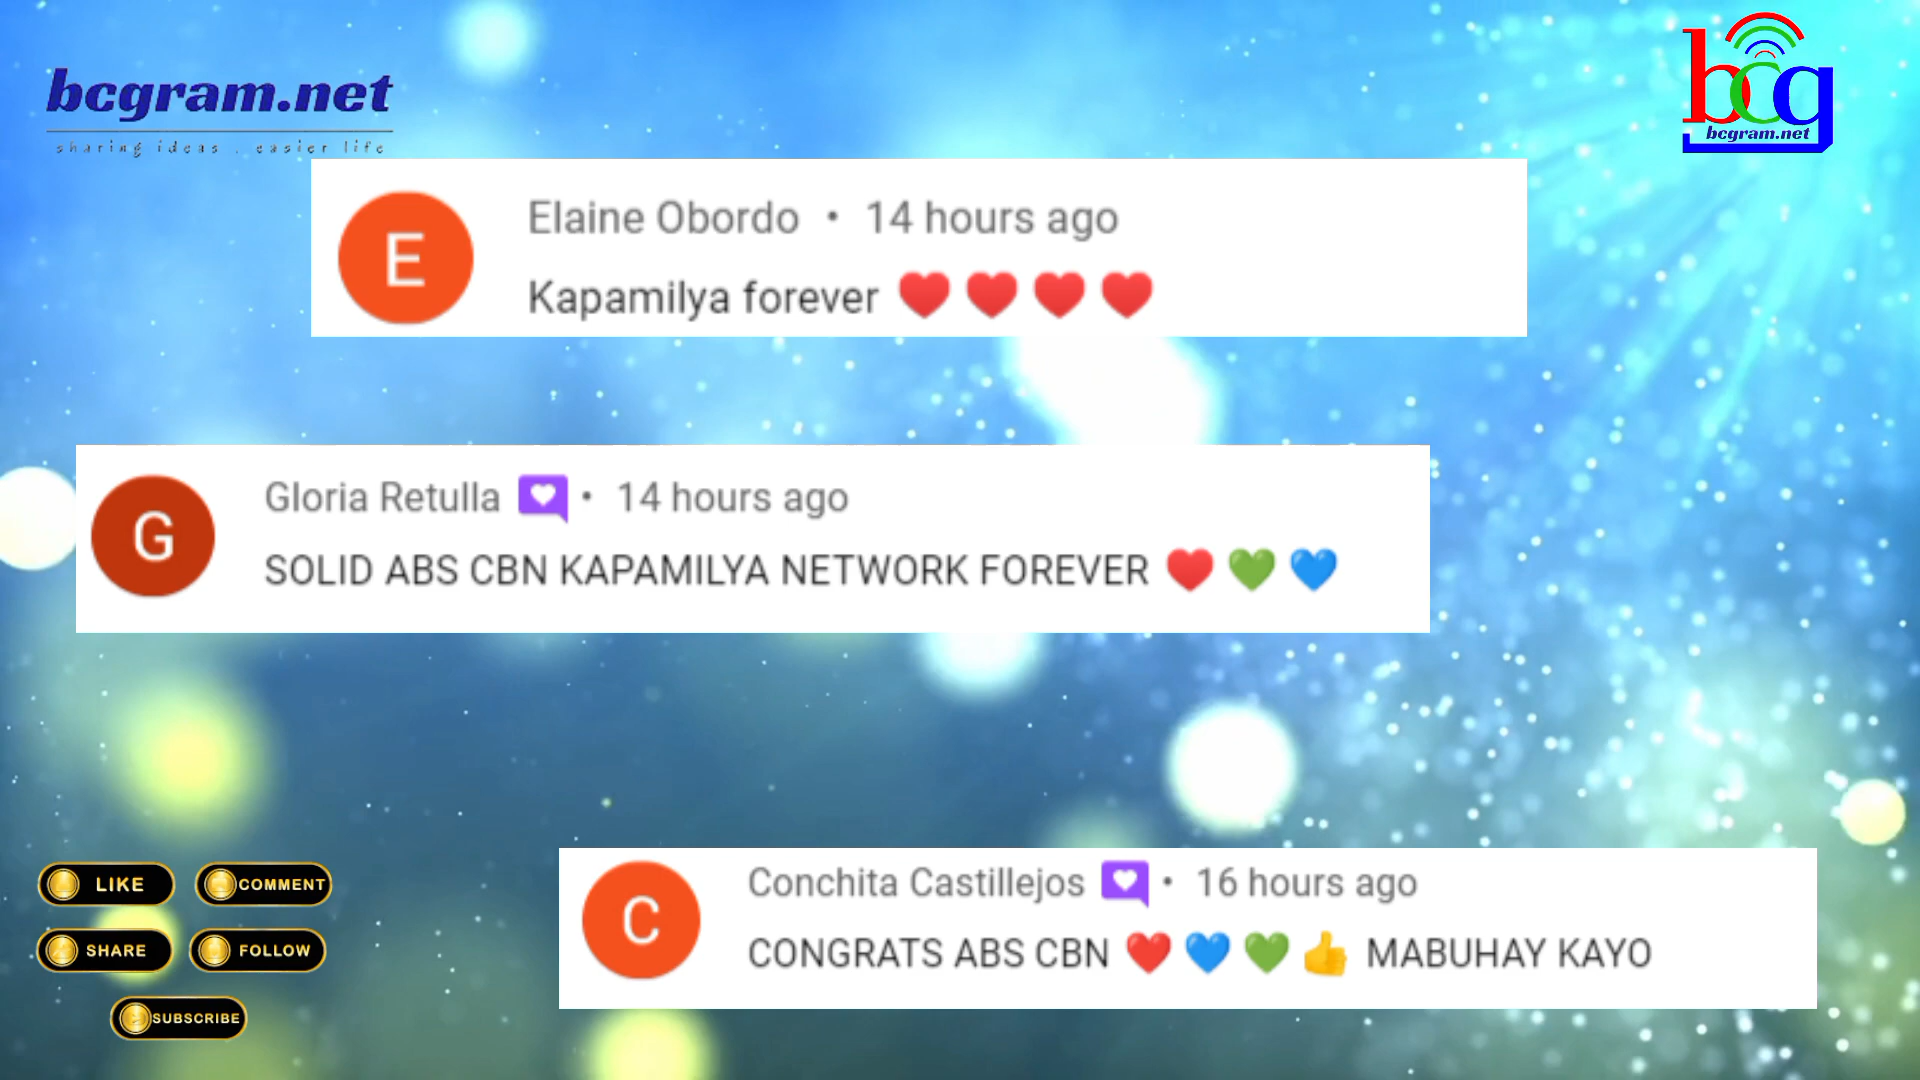 bcgram.net
sharing ideas . easier life
bcg
bcgram.net
E
Elaine Obordo • 14 hours ago
Kapamilya forever ❤️ ❤️ ❤️ ❤️
G
Gloria Retulla • 14 hours ago
SOLID ABS CBN KAPAMILYA NETWORK FOREVER ❤️ 💚 💙
C
Conchita Castillejos • 16 hours ago
CONGRATS ABS CBN ❤️ 💙 💚 👍 MABUHAY KAYO
LIKE
COMMENT
SHARE
FOLLOW
SUBSCRIBE